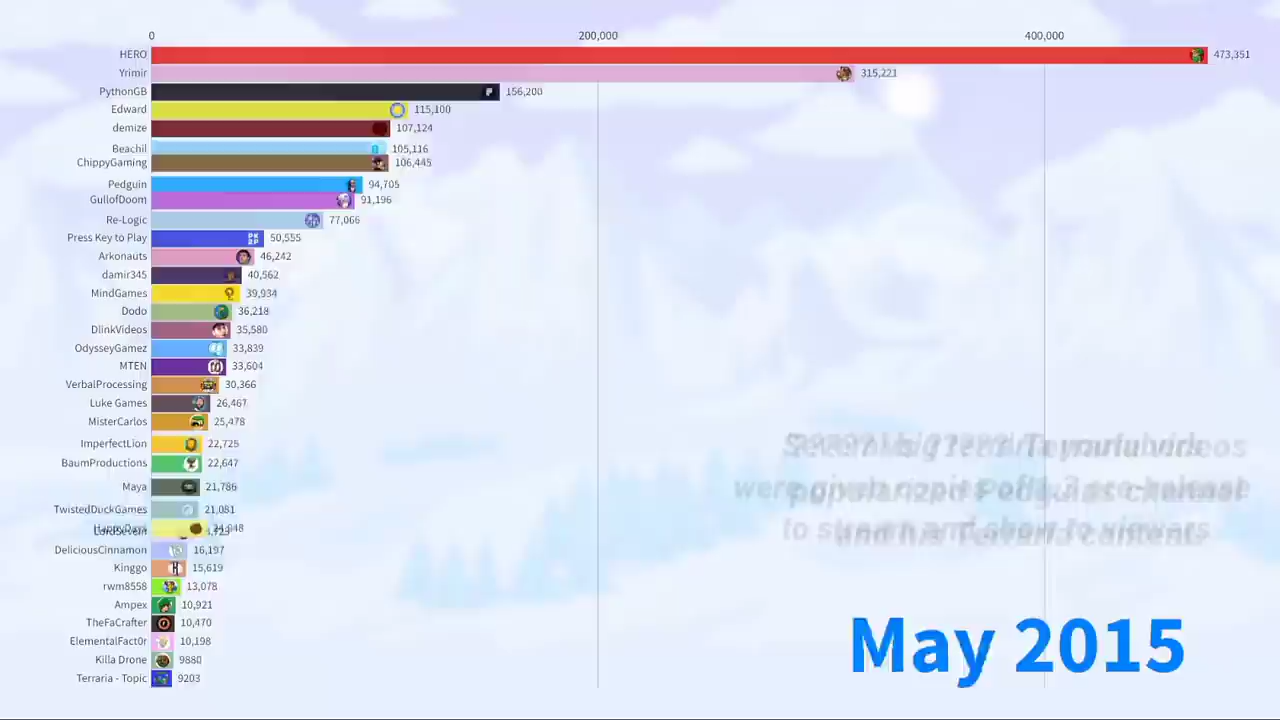 0 200,000 400,000
HERO 473,351
Yrimir 315,221
PythonGB 156,200
Edward 115,100
demize 107,124
Beachil 105,116
ChippyGaming 106,445
Pedguin 94,705
GullofDoom 91,196
Re-Logic 77,066
Press Key to Play 50,555
Arkonauts 46,242
damir345 40,562
MindGames 39,934
Dodo 36,218
DlinkVideos 35,580
OdysseyGamez 33,839
MTEN 33,604
VerbalProcessing 30,366
Luke Games 26,467
MisterCarlos 25,478
ImperfectLion 22,725
BaumProductions 22,647
Maya 21,786
TwistedDuckGames 21,081
HappyDays
LordSevein
DeliciousCinnamon 16,197
Kinggo 15,619
rwm8558 13,078
Ampex 10,921
TheFaCrafter 10,470
ElementalFact0r 10,198
Killa Drone 9880
Terraria - Topic 9203
May 2015